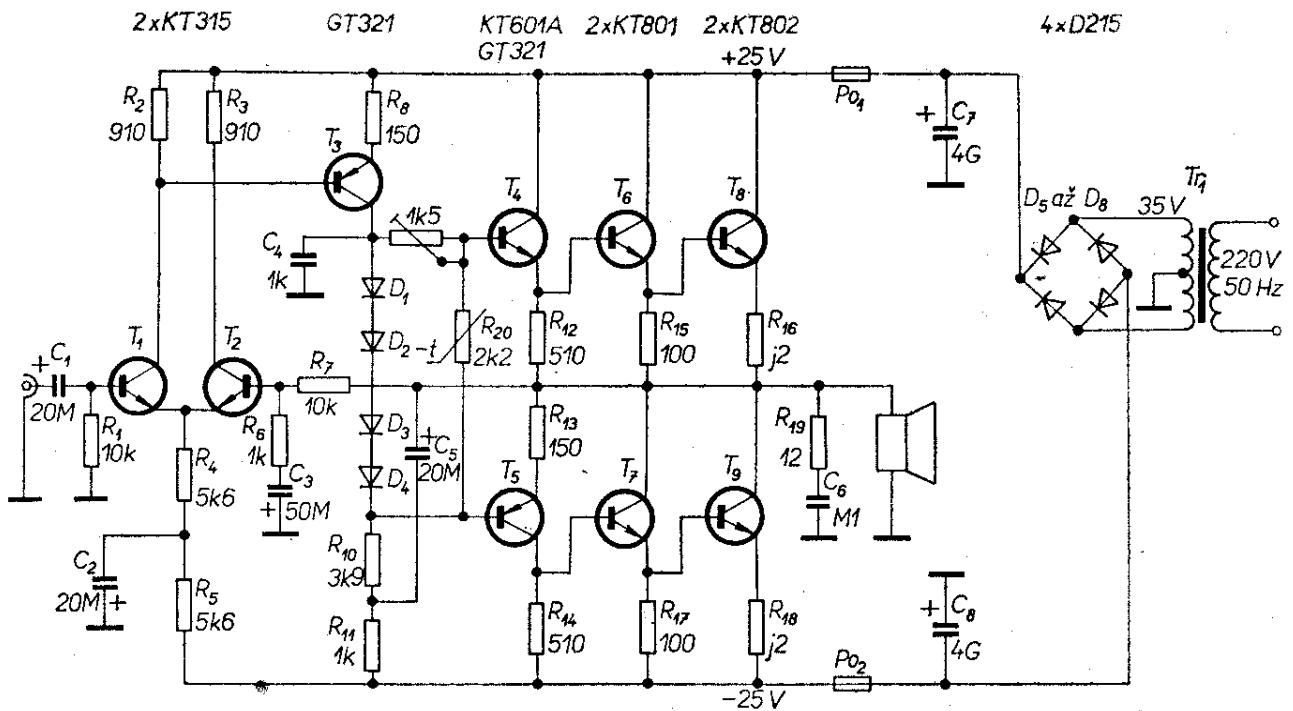 2xKT315
GT321
KT601A
GT321
2xKT801
2xKT802
+25V
4xD215
R2
910
R3
910
R8
150
T3
Po1
C7
+
4G
Tr1
D5 až D8
35V
220V
50 Hz
1k5
T4
T6
T8
C4
1k
D1
D2
-t
R20
2k2
R12
510
R15
100
R16
j2
T1
T2
C1
+
20M
R1
10k
R7
10k
R6
1k
C3
+
50M
R4
5k6
D3
D4
C5
+
20M
R13
150
T5
T7
T9
R19
12
C6
M1
C2
20M
+
R5
5k6
R10
3k9
R11
1k
R14
510
R17
100
R18
j2
C8
+
4G
Po2
-25V